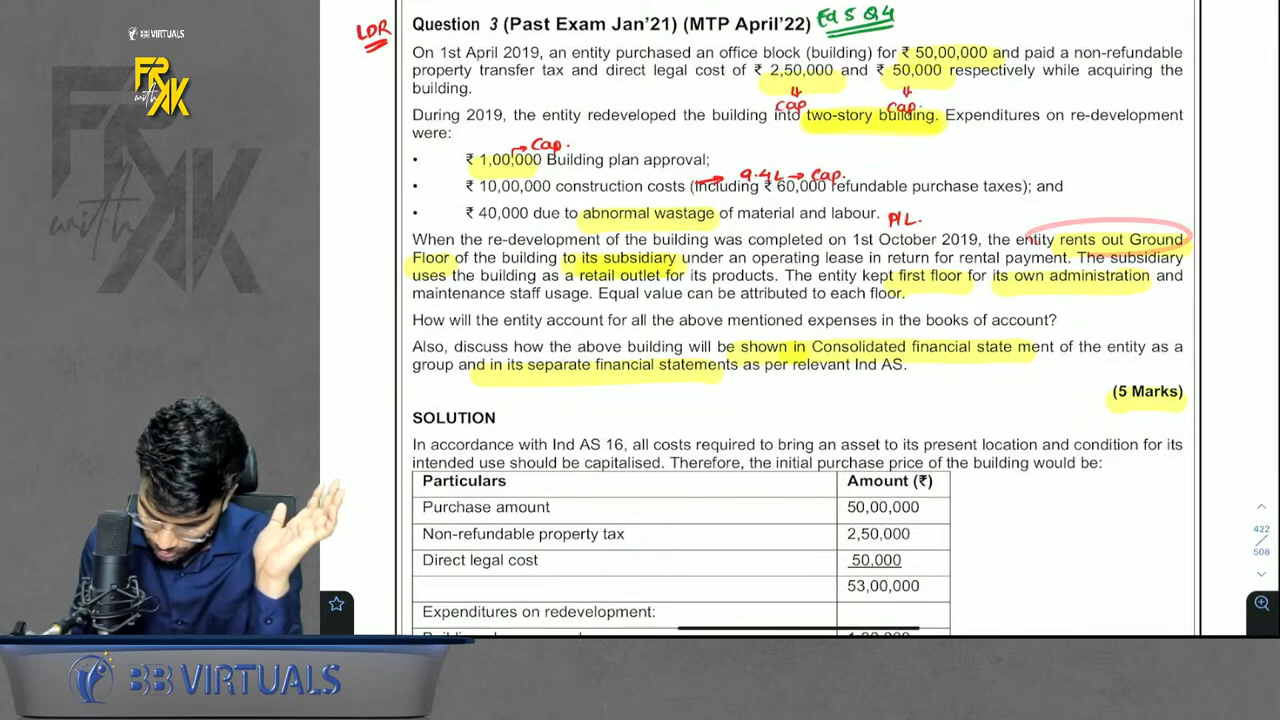 BB VIRTUALS
FR
with
AK
LDR
Question 3 (Past Exam Jan'21) (MTP April'22) Eg 5 Q4
On 1st April 2019, an entity purchased an office block (building) for ₹ 50,00,000 and paid a non-refundable
property transfer tax and direct legal cost of ₹ 2,50,000 and ₹ 50,000 respectively while acquiring the
building.
Cap Cap.
During 2019, the entity redeveloped the building into two-story building. Expenditures on re-development
were:
Cap.
• ₹ 1,00,000 Building plan approval;
9.4L → Cap.
• ₹ 10,00,000 construction costs (including ₹ 60,000 refundable purchase taxes); and
• ₹ 40,000 due to abnormal wastage of material and labour. P/L.
When the re-development of the building was completed on 1st October 2019, the entity rents out Ground
Floor of the building to its subsidiary under an operating lease in return for rental payment. The subsidiary
uses the building as a retail outlet for its products. The entity kept first floor for its own administration and
maintenance staff usage. Equal value can be attributed to each floor.
How will the entity account for all the above mentioned expenses in the books of account?
Also, discuss how the above building will be shown in Consolidated financial state ment of the entity as a
group and in its separate financial statements as per relevant Ind AS.
(5 Marks)
SOLUTION
In accordance with Ind AS 16, all costs required to bring an asset to its present location and condition for its
intended use should be capitalised. Therefore, the initial purchase price of the building would be:
Particulars Amount (₹)
Purchase amount 50,00,000
Non-refundable property tax 2,50,000
Direct legal cost 50,000
53,00,000
Expenditures on redevelopment:
422
508
BB VIRTUALS